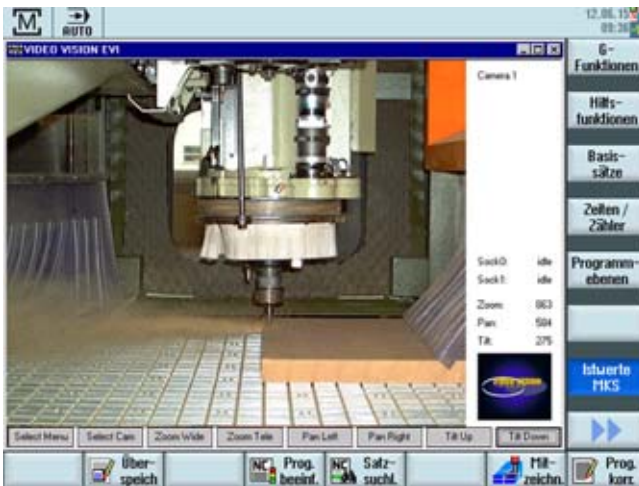 M
AUTO
12.06.15
09:36
VIDEO VISION EVI
Camera 1
Sock0: idle
Sock1: idle
Zoom: 863
Pan: 584
Tilt: 275
Select Menu
Select Cam
Zoom Wide
Zoom Tele
Pan Left
Pan Right
Tilt Up
Tilt Down
G-
Funktionen
Hilfs-
funktionen
Basis-
sätze
Zeiten /
Zähler
Programm-
ebenen
Istwerte
MKS
Über-
speich
NC Prog.
beeinf.
NC Satz-
suchl.
Mit-
zeichn.
Prog.
korr.